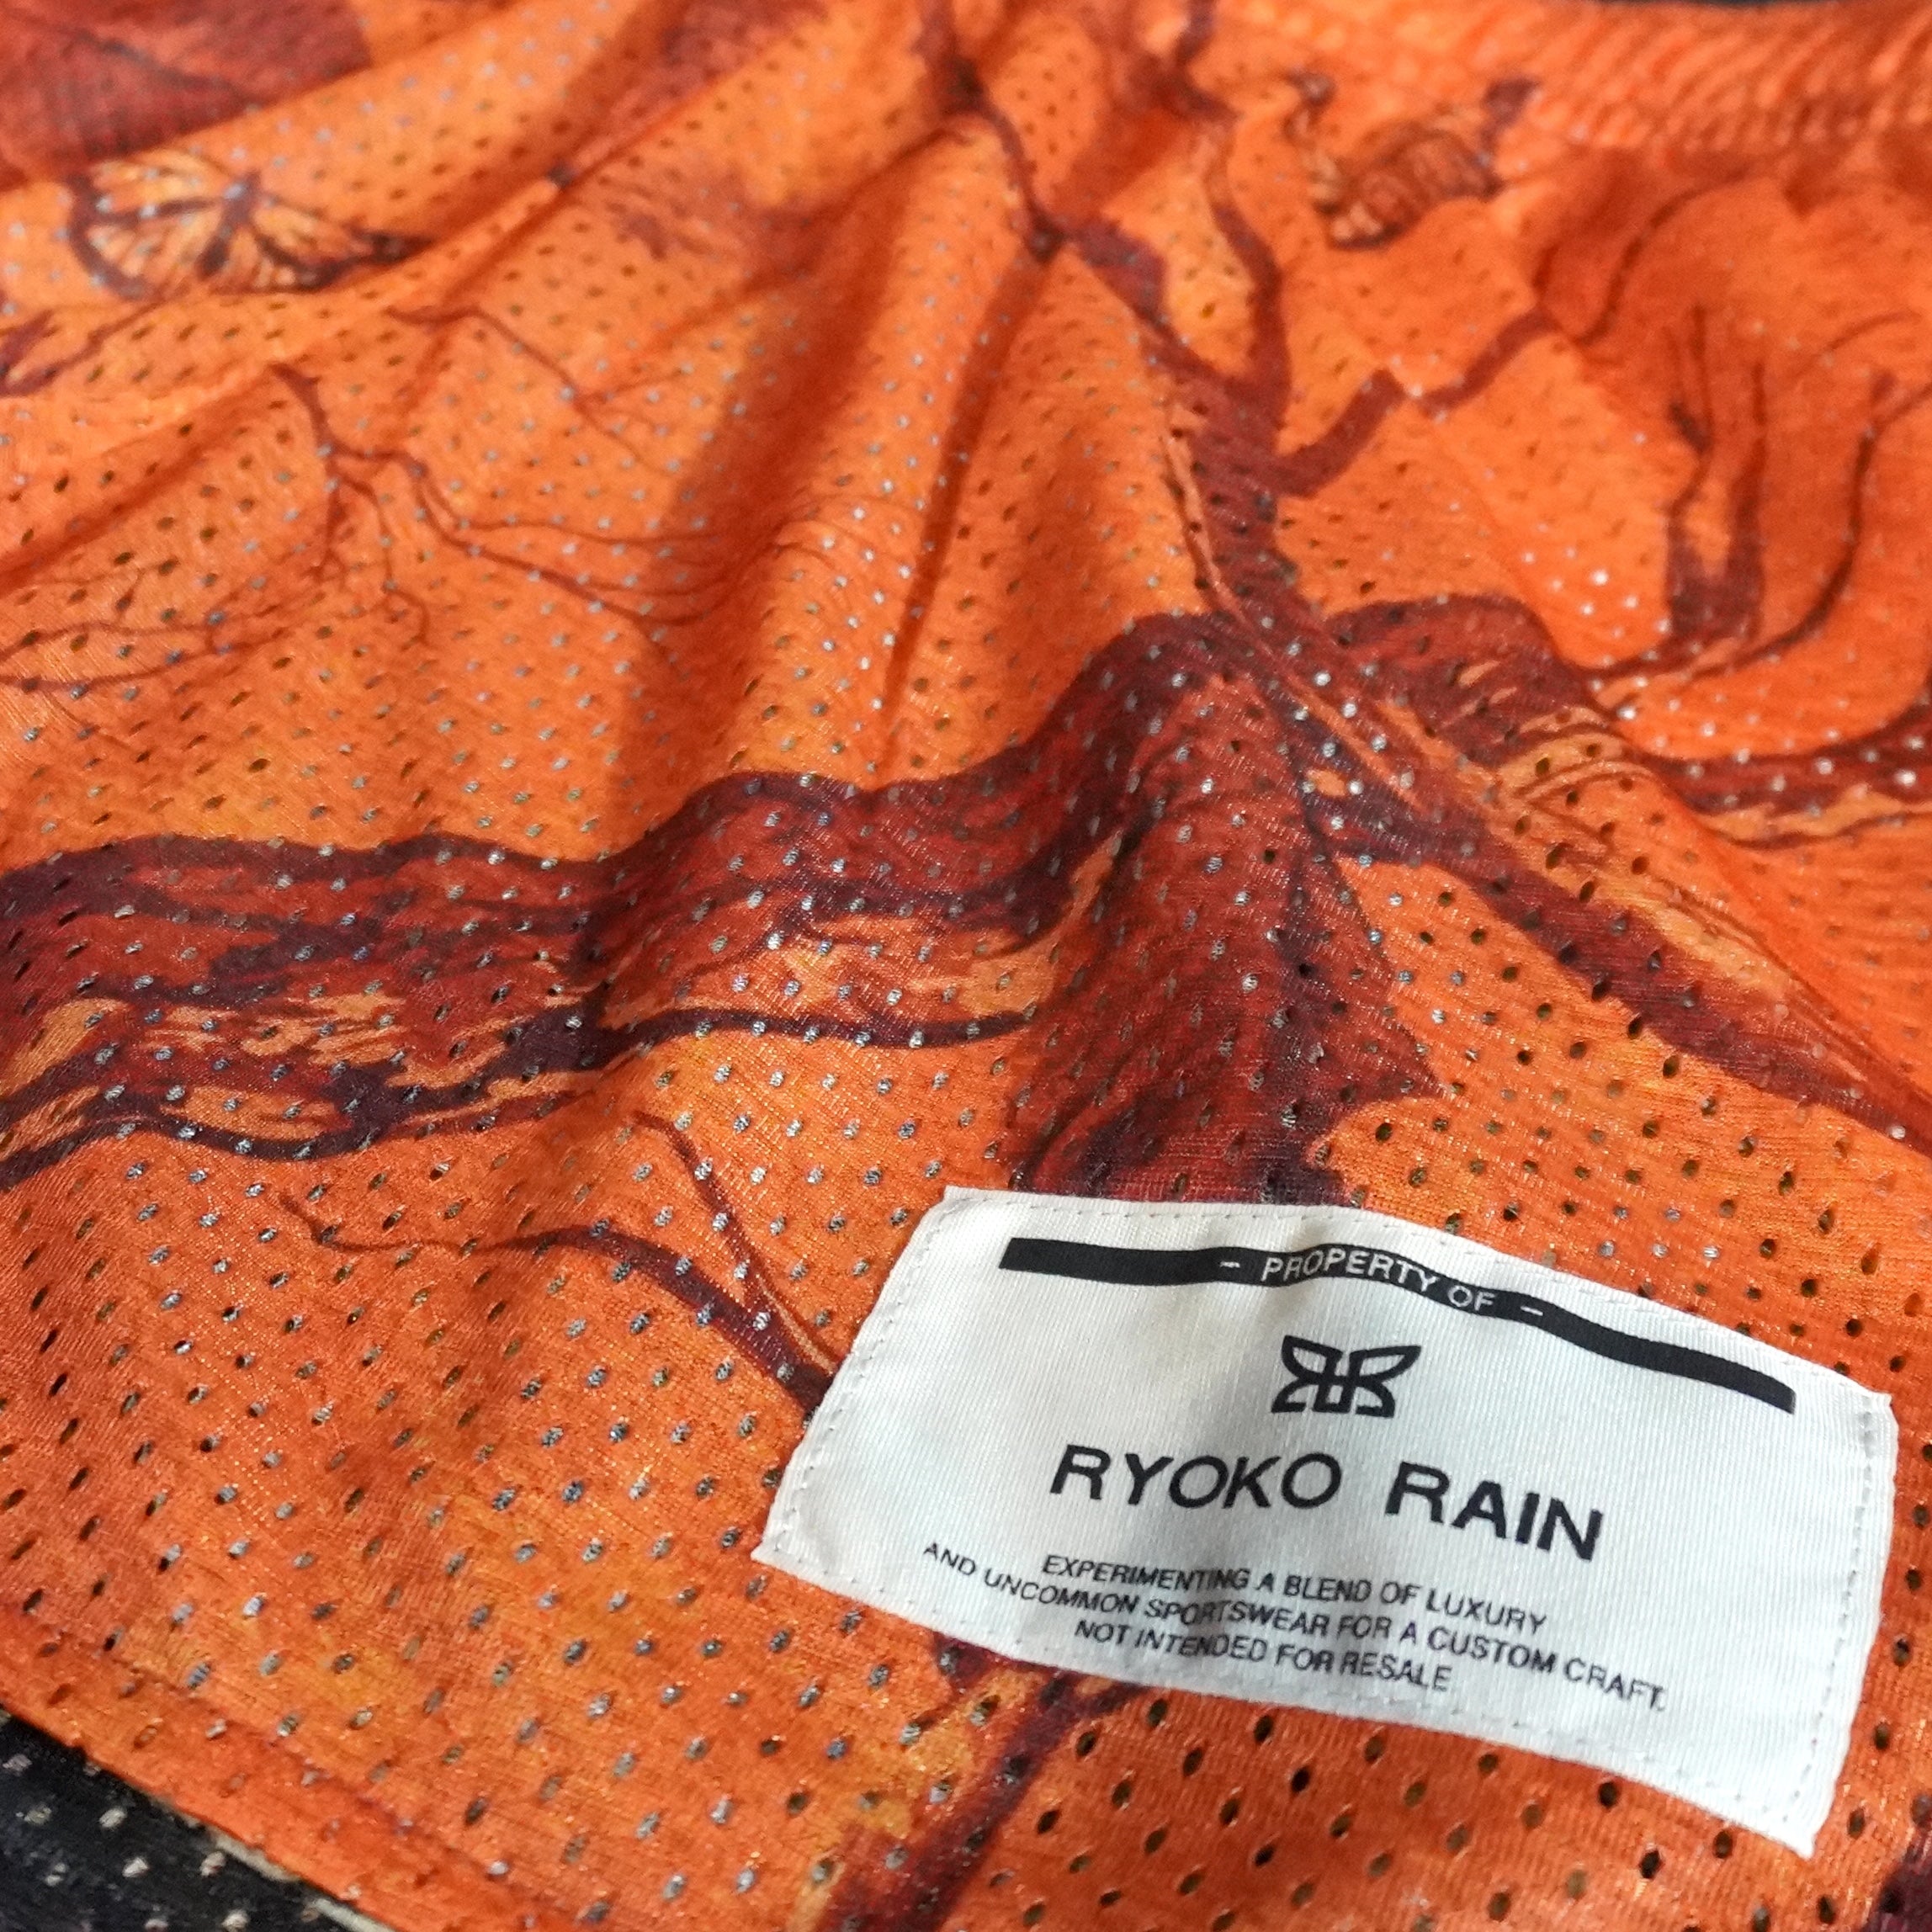 - PROPERTY OF -
RYOKO RAIN
EXPERIMENTING A BLEND OF LUXURY
AND UNCOMMON SPORTSWEAR FOR A CUSTOM CRAFT.
NOT INTENDED FOR RESALE